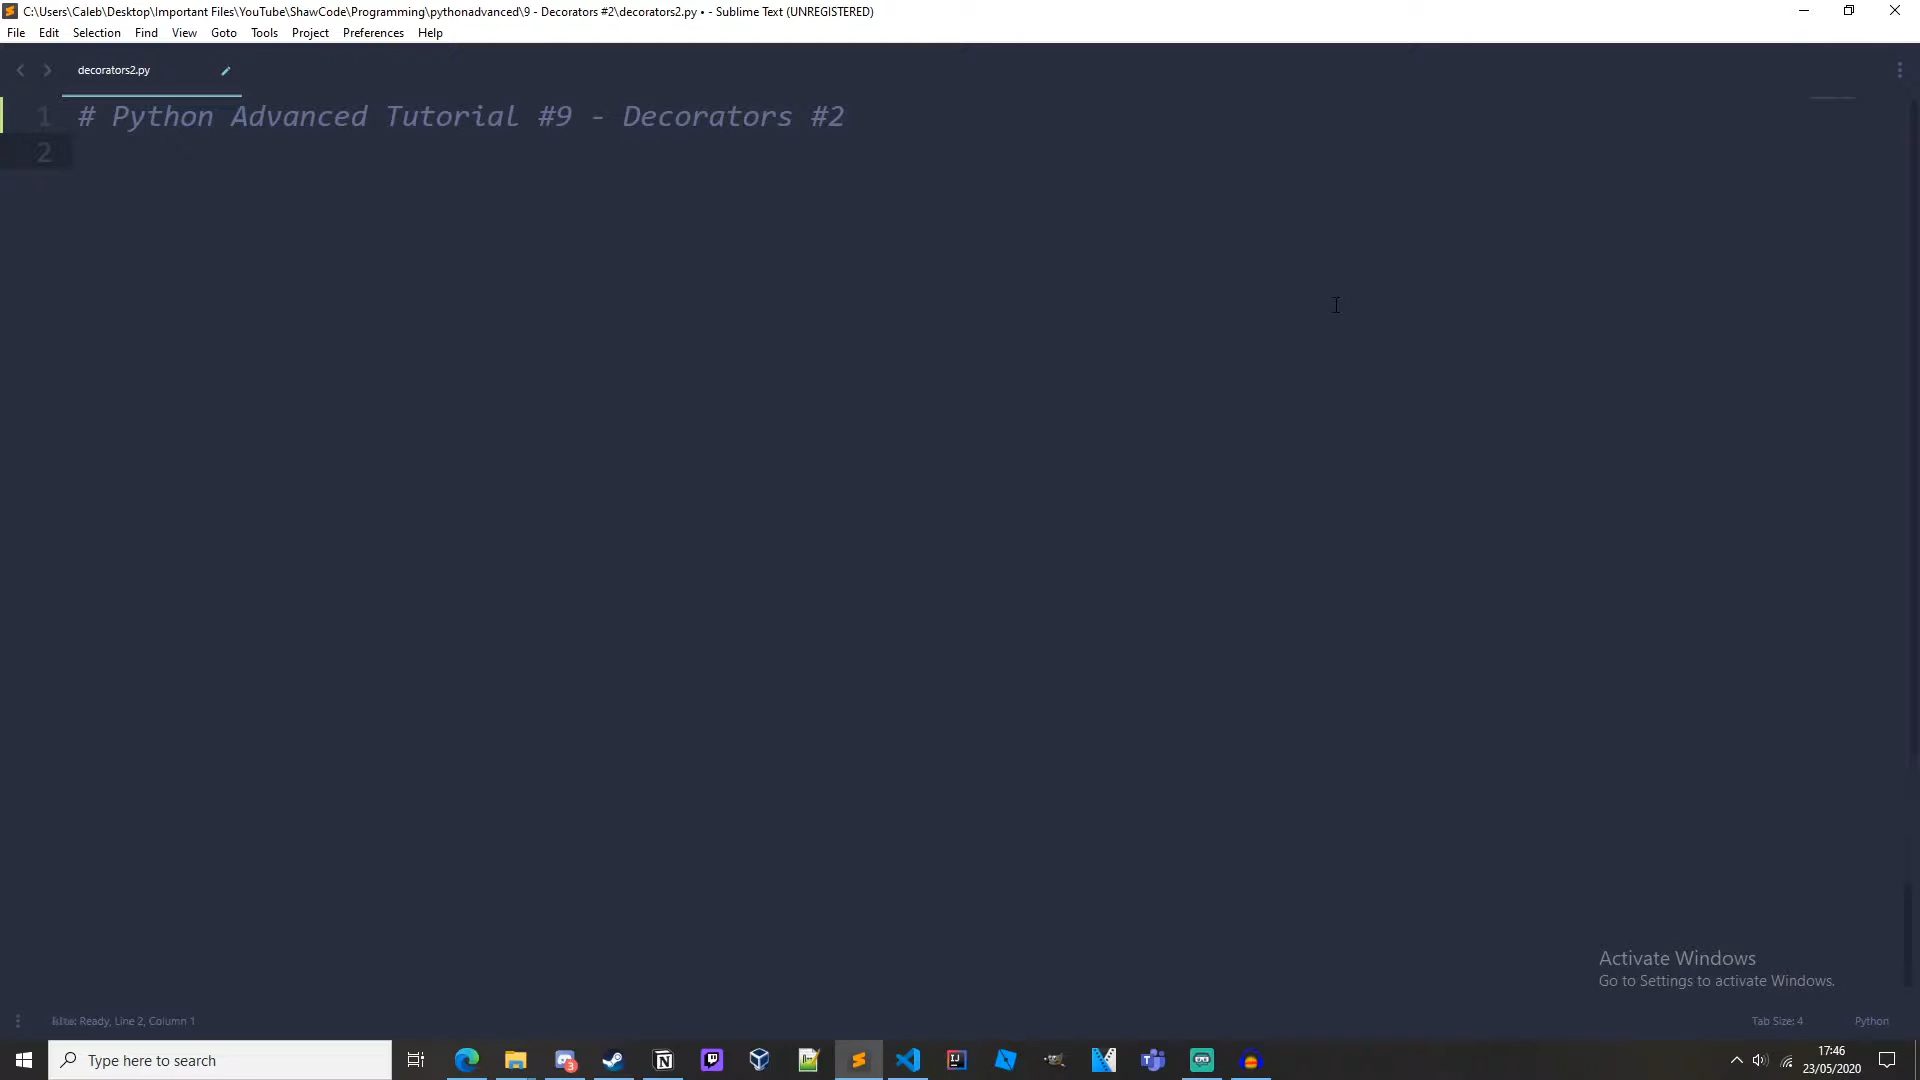 C:\Users\Caleb\Desktop\Important Files\YouTube\ShawCode\Programming\pythonadvanced\9 - Decorators #2\decorators2.py • - Sublime Text (UNREGISTERED)
File Edit Selection Find View Goto Tools Project Preferences Help
decorators2.py
1 # Python Advanced Tutorial #9 - Decorators #2
2
Activate Windows
Go to Settings to activate Windows.
Ready, Line 2, Column 1
Tab Size: 4 Python
Type here to search
3
17:46
23/05/2020